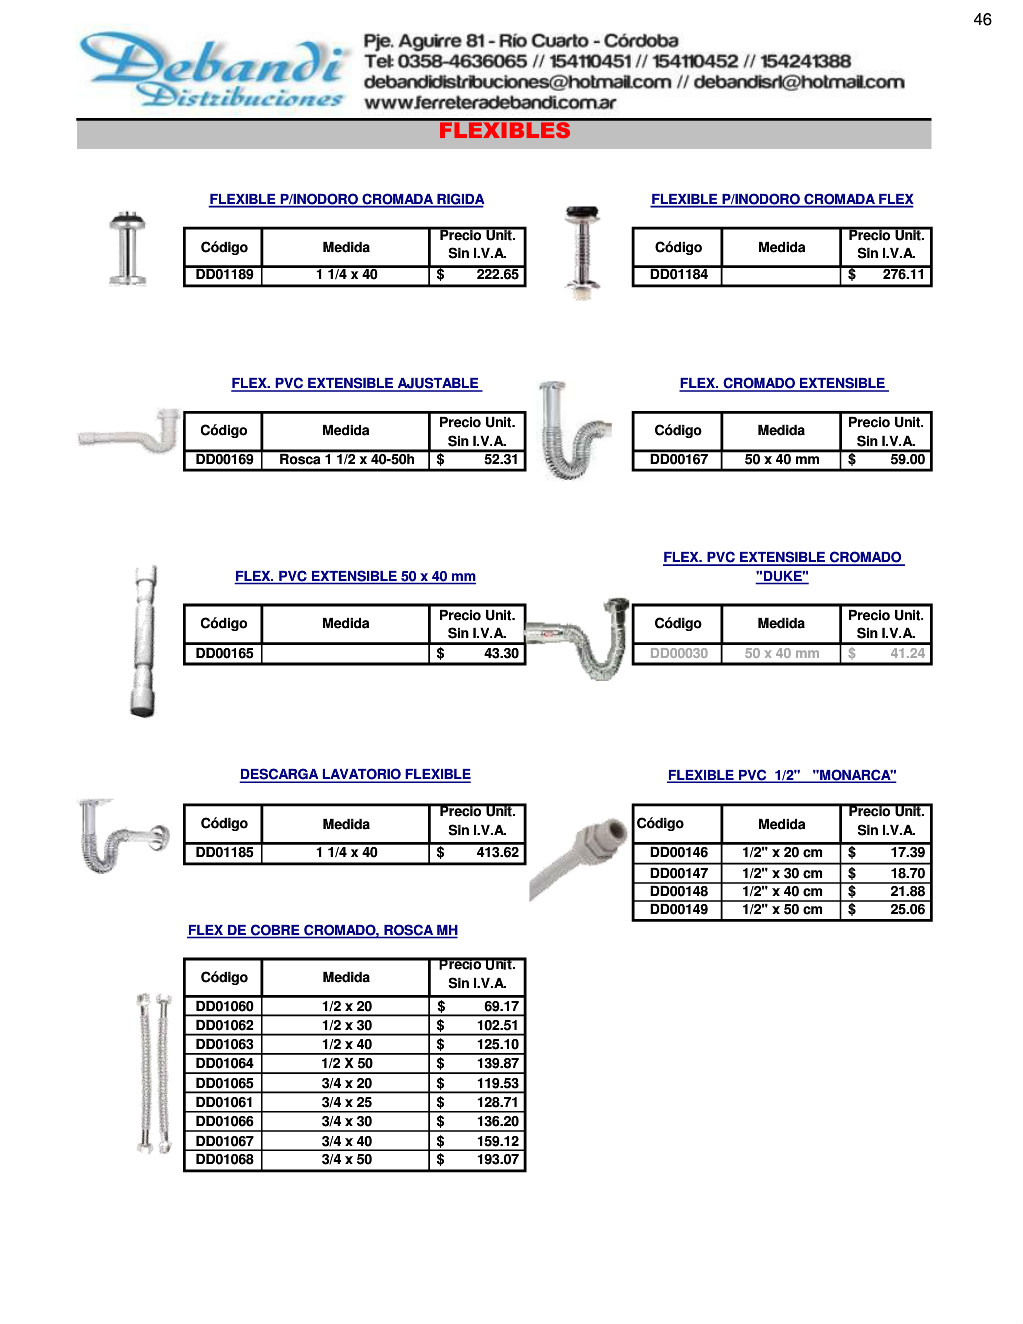 46
Debandi
Distribuciones
Pje. Aguirre 81 - Río Cuarto - Córdoba
Tel: 0358-4636065 // 154110451 // 154110452 // 154241388
debandidistribuciones@hotmail.com // debandisrl@hotmail.com
www.ferreteradebandi.com.ar
FLEXIBLES
FLEXIBLE P/INODORO CROMADA RIGIDA
Código Medida Precio Unit. Sin I.V.A.
DD01189 1 1/4 x 40 $ 222.65
FLEXIBLE P/INODORO CROMADA FLEX
Código Medida Precio Unit. Sin I.V.A.
DD01184 $ 276.11
FLEX. PVC EXTENSIBLE AJUSTABLE
Código Medida Precio Unit. Sin I.V.A.
DD00169 Rosca 1 1/2 x 40-50h $ 52.31
FLEX. CROMADO EXTENSIBLE
Código Medida Precio Unit. Sin I.V.A.
DD00167 50 x 40 mm $ 59.00
FLEX. PVC EXTENSIBLE 50 x 40 mm
Código Medida Precio Unit. Sin I.V.A.
DD00165 $ 43.30
FLEX. PVC EXTENSIBLE CROMADO
"DUKE"
Código Medida Precio Unit. Sin I.V.A.
DD00030 50 x 40 mm $ 41.24
DESCARGA LAVATORIO FLEXIBLE
Código Medida Precio Unit. Sin I.V.A.
DD01185 1 1/4 x 40 $ 413.62
FLEXIBLE PVC 1/2" "MONARCA"
Código Medida Precio Unit. Sin I.V.A.
DD00146 1/2" x 20 cm $ 17.39
DD00147 1/2" x 30 cm $ 18.70
DD00148 1/2" x 40 cm $ 21.88
DD00149 1/2" x 50 cm $ 25.06
FLEX DE COBRE CROMADO, ROSCA MH
Código Medida Precio Unit. Sin I.V.A.
DD01060 1/2 x 20 $ 69.17
DD01062 1/2 x 30 $ 102.51
DD01063 1/2 x 40 $ 125.10
DD01064 1/2 X 50 $ 139.87
DD01065 3/4 x 20 $ 119.53
DD01061 3/4 x 25 $ 128.71
DD01066 3/4 x 30 $ 136.20
DD01067 3/4 x 40 $ 159.12
DD01068 3/4 x 50 $ 193.07